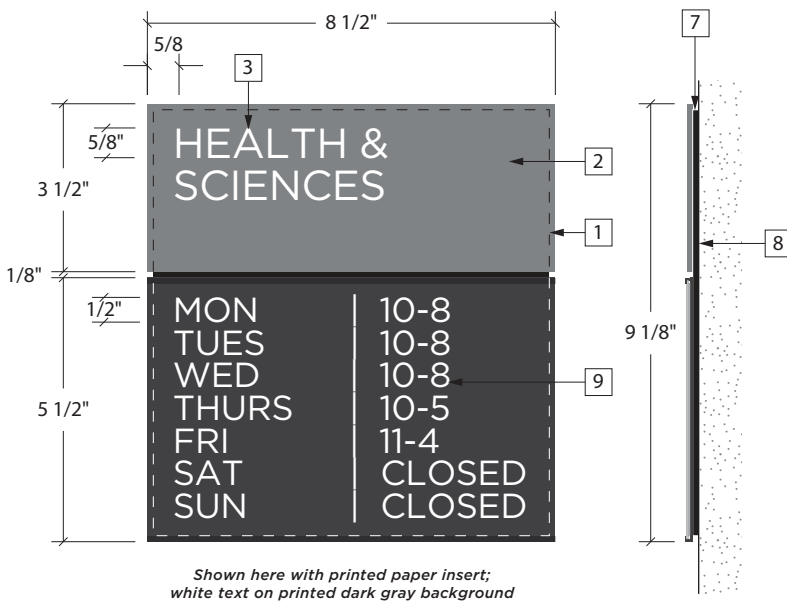 8 1/2"
5/8
3
7
5/8"
3 1/2"
HEALTH &
SCIENCES
2
1
8
1/8"
1/2"
5 1/2"
MON 10-8
TUES 10-8
WED 10-8
THURS 10-5
FRI 11-4
SAT CLOSED
SUN CLOSED
9
9 1/8"
Shown here with printed paper insert;
white text on printed dark gray background